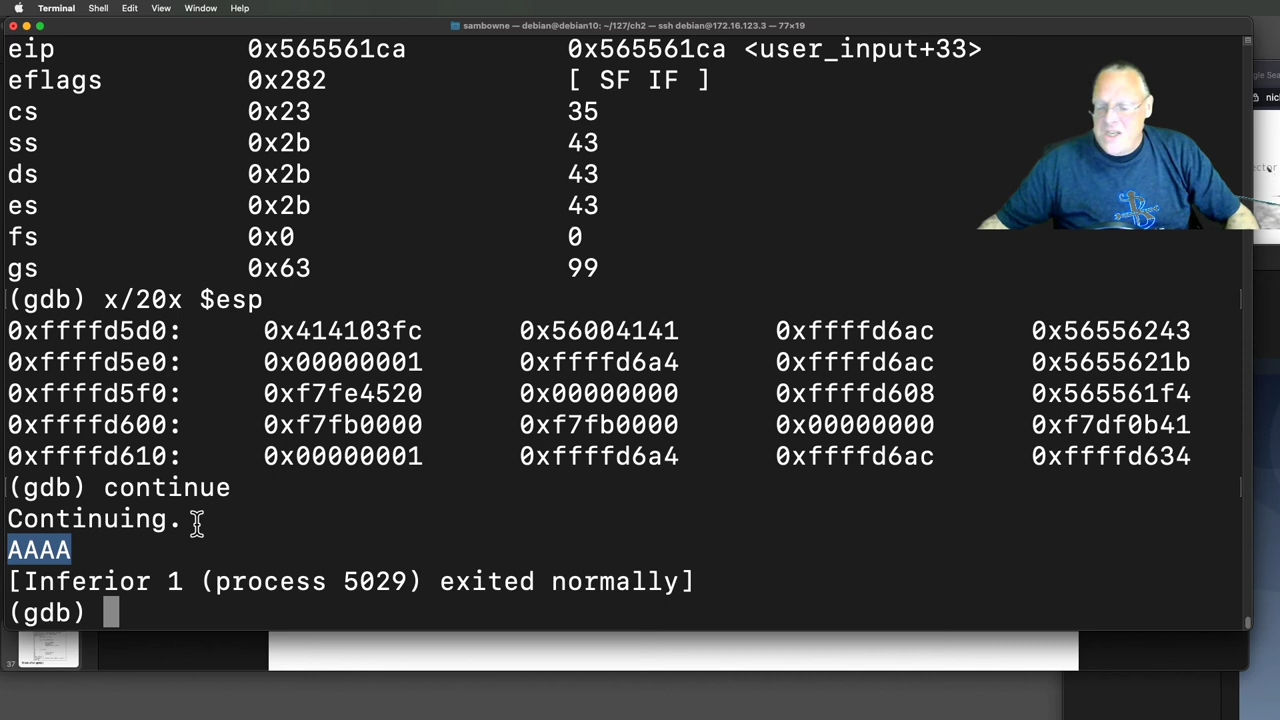 Terminal Shell Edit View Window Help
sambowne — debian@debian10: ~/127/ch2 — ssh debian@172.16.123.3 — 77×19
eip 0x565561ca 0x565561ca <user_input+33>
eflags 0x282 [ SF IF ]
cs 0x23 35
ss 0x2b 43
ds 0x2b 43
es 0x2b 43
fs 0x0 0
gs 0x63 99
(gdb) x/20x $esp
0xffffd5d0: 0x414103fc 0x56004141 0xffffd6ac 0x56556243
0xffffd5e0: 0x00000001 0xffffd6a4 0xffffd6ac 0x5655621b
0xffffd5f0: 0xf7fe4520 0x00000000 0xffffd608 0x565561f4
0xffffd600: 0xf7fb0000 0xf7fb0000 0x00000000 0xf7df0b41
0xffffd610: 0x00000001 0xffffd6a4 0xffffd6ac 0xffffd634
(gdb) continue
Continuing.
AAAA
[Inferior 1 (process 5029) exited normally]
(gdb)
37